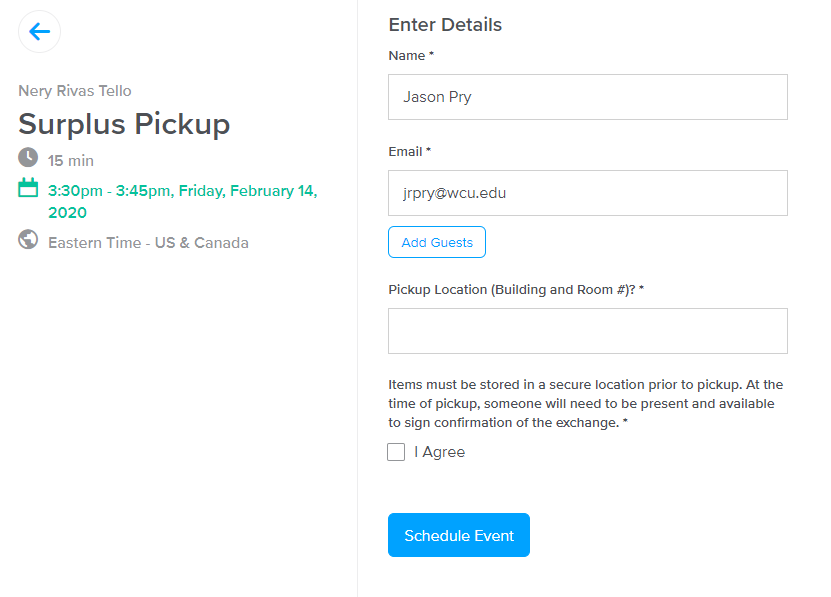 Nery Rivas Tello
Surplus Pickup
15 min
3:30pm - 3:45pm, Friday, February 14,
2020
Eastern Time - US & Canada
Enter Details
Name *
Jason Pry
Email *
jrpry@wcu.edu
Add Guests
Pickup Location (Building and Room #)? *
Items must be stored in a secure location prior to pickup. At the
time of pickup, someone will need to be present and available
to sign confirmation of the exchange. *
I Agree
Schedule Event